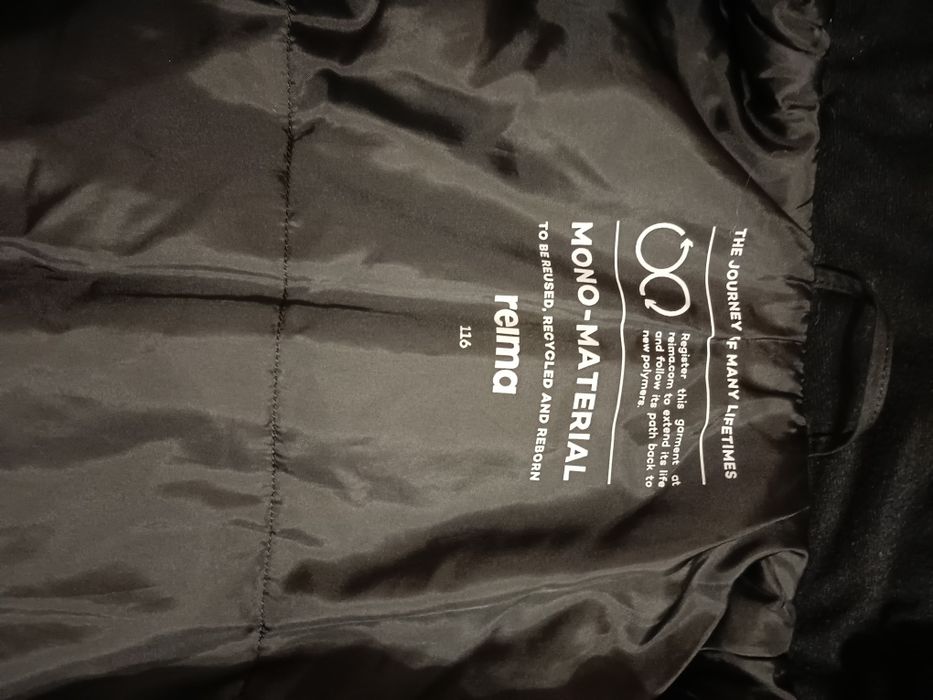 THE JOURNEY OF MANY LIFETIMES
Register this garment at
reima.com to extend its life
and follow its path back to
new polymers.
MONO-MATERIAL
TO BE REUSED, RECYCLED AND REBORN
reima
116